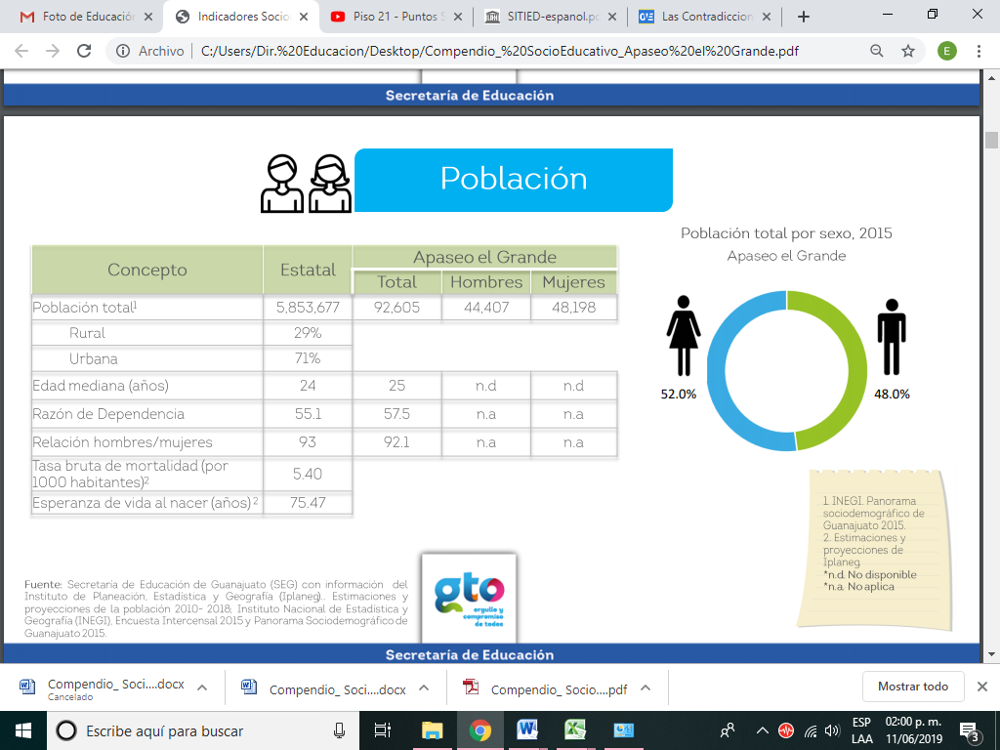 Foto de Educación
Indicadores Socio
Piso 21 - Puntos S
SITIED-espanol.pd
Las Contradiccion
Archivo
C:/Users/Dir.%20Educacion/Desktop/Compendio_%20SocioEducativo_Apaseo%20el%20Grande.pdf
E
Secretaría de Educación
Población
Concepto Estatal Apaseo el Grande
Total Hombres Mujeres
Población total1 5,853,677 92,605 44,407 48,198
Rural 29%
Urbana 71%
Edad mediana (años) 24 25 n.d n.d
Razón de Dependencia 55.1 57.5 n.a n.a
Relación hombres/mujeres 93 92.1 n.a n.a
Tasa bruta de mortalidad (por
1000 habitantes)2 5.40
Esperanza de vida al nacer (años) 2 75.47
Población total por sexo, 2015
Apaseo el Grande
52.0%
48.0%
1. INEGI. Panorama
sociodemográfico de
Guanajuato 2015.
2. Estimaciones y
proyecciones de
Iplaneg.
*n.d. No disponible
*n.a. No aplica
Fuente: Secretaría de Educación de Guanajuato (SEG) con información del
Instituto de Planeación, Estadística y Geografía (Iplaneg).. Estimaciones y
proyecciones de la población 2010- 2018; Instituto Nacional de Estadística y
Geografía (INEGI), Encuesta Intercensal 2015 y Panorama Sociodemográfico de
Guanajuato 2015.
gto
orgullo y
compromiso
de todos
Secretaría de Educación
Compendio_ Soci....docx
Cancelado
Compendio_ Soci....docx
Compendio_ Socio....pdf
Mostrar todo
Escribe aquí para buscar
ESP
LAA
02:00 p. m.
11/06/2019
3